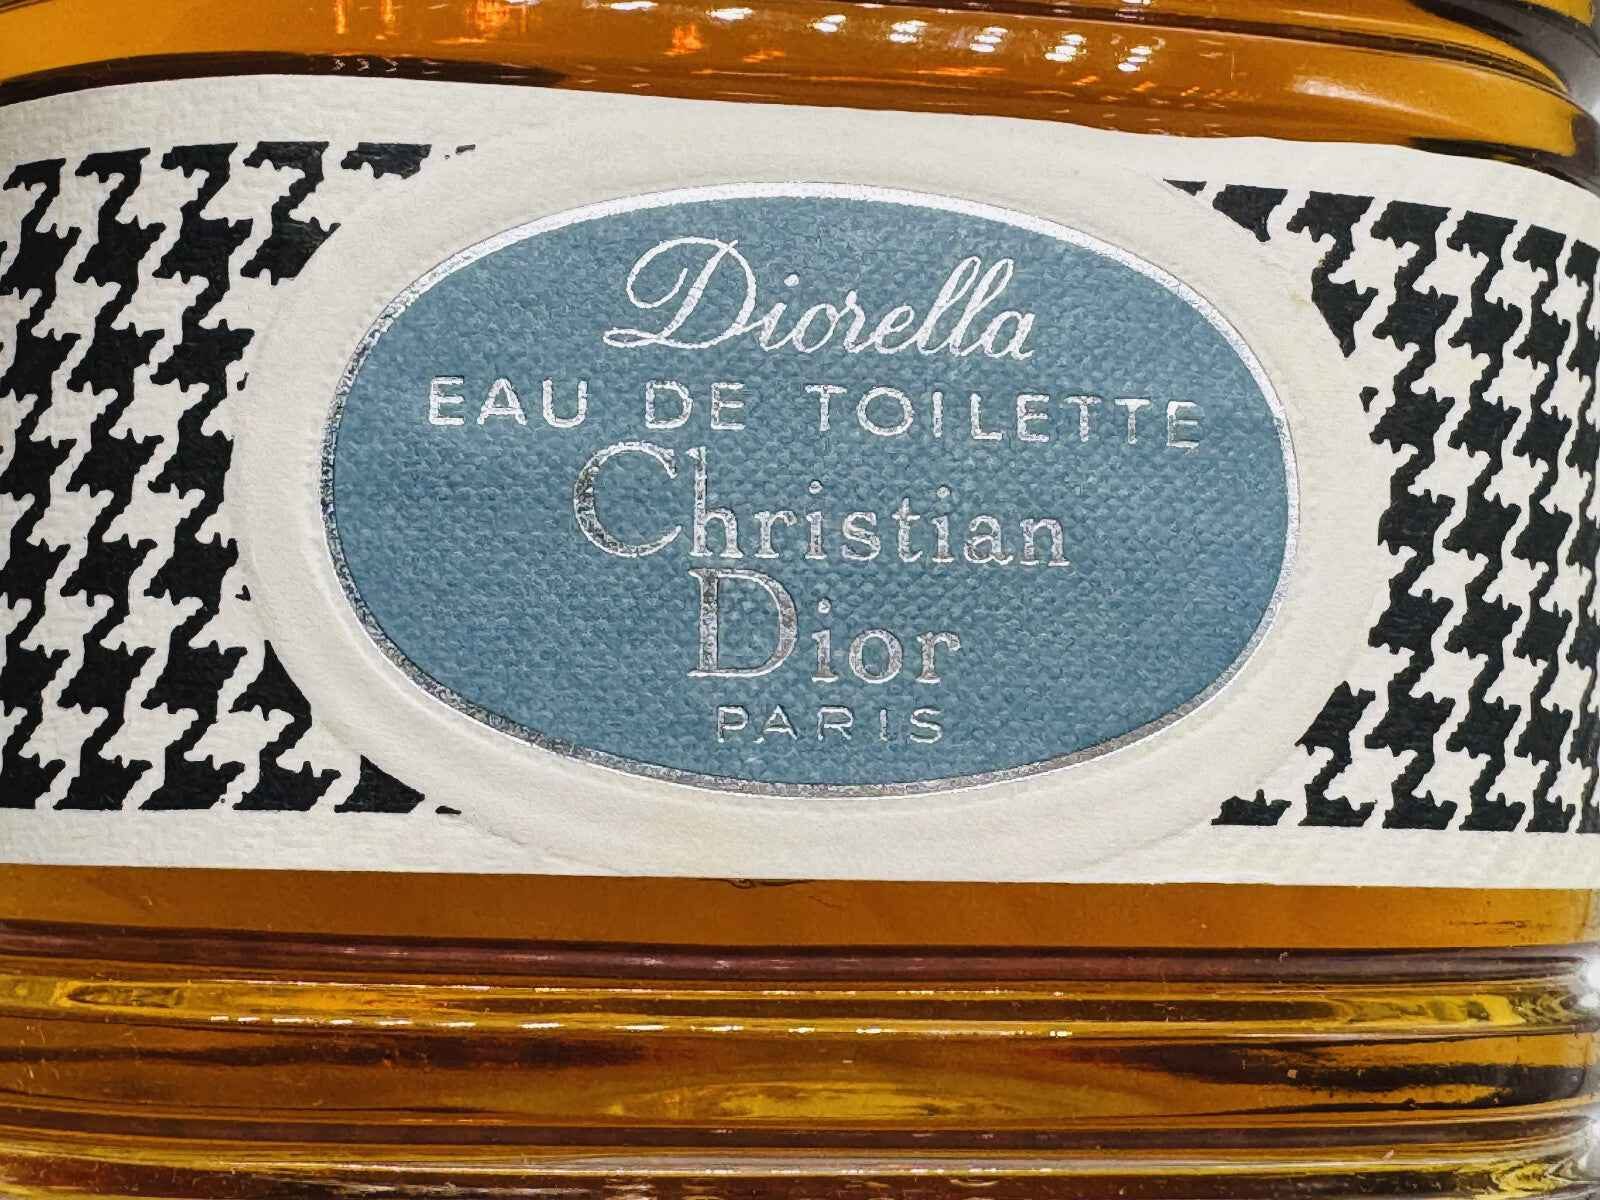 Diorella
EAU DE TOILETTE
Christian
Dior
PARIS